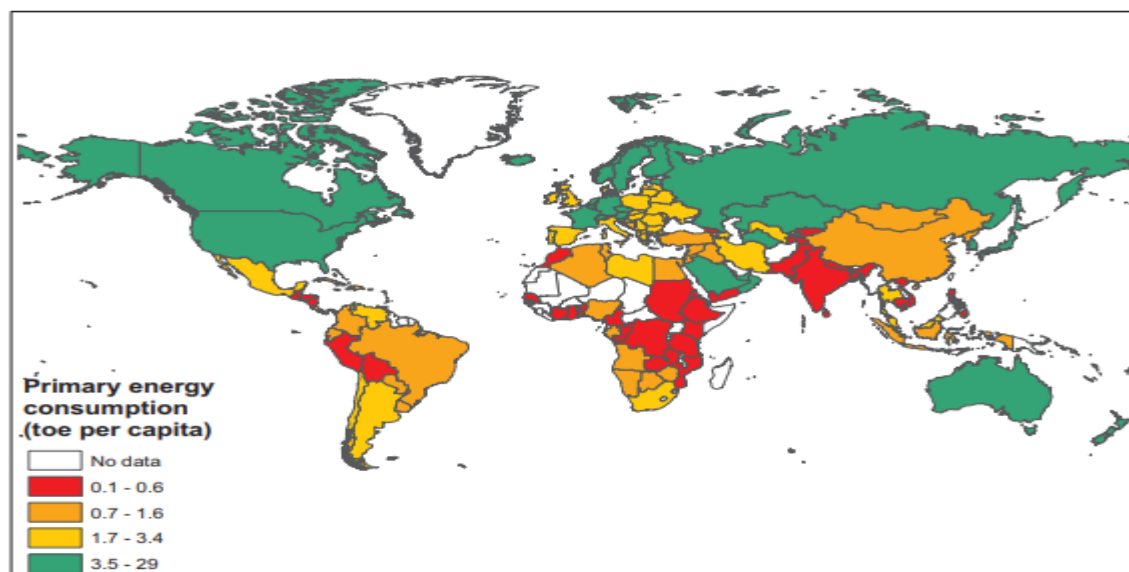 Primary energy
consumption
(toe per capita)
No data
0.1 - 0.6
0.7 - 1.6
1.7 - 3.4
3.5 - 29